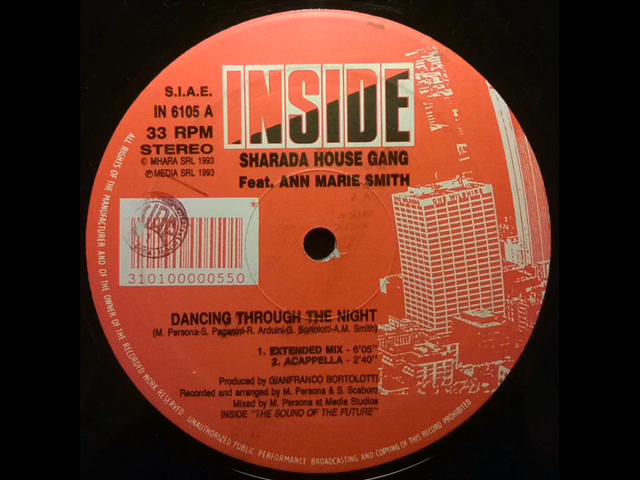 S.I.A.E.
IN 6105 A
33 RPM
STEREO
© MHARA SRL 1993
℗ MEDIA SRL 1993
INSIDE
SHARADA HOUSE GANG
Feat. ANN MARIE SMITH
*
310100000550
DANCING THROUGH THE NIGHT
(M. Persona-S. Paganini-R. Arduini-G. Bortolotti-A.M. Smith)
1. EXTENDED MIX - 6'05"
2. ACAPPELLA - 2'40"
Produced by GIANFRANCO BORTOLOTTI
Recorded and arranged by M. Persona & S. Scaboro
Mixed by M. Persona at Media Studios
INSIDE "THE SOUND OF THE FUTURE"
ALL RIGHTS OF THE MANUFACTURER AND OF THE OWNER OF THE RECORDED WORK RESERVED. UNAUTHORIZED PUBLIC PERFORMANCE BROADCASTING AND COPYING OF THIS RECORD PROHIBITED